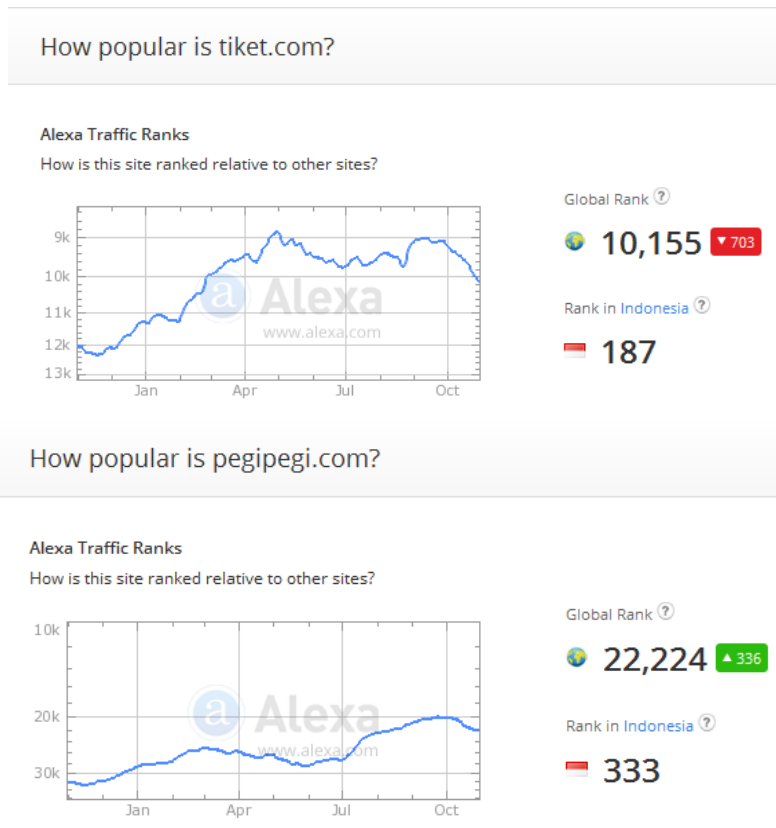 How popular is tiket.com?
Alexa Traffic Ranks
How is this site ranked relative to other sites?
Global Rank ?
10,155 ▼ 703
Rank in Indonesia ?
187
9k
10k
11k
12k
13k
Jan Apr Jul Oct
a Alexa
www.alexa.com
How popular is pegipegi.com?
Alexa Traffic Ranks
How is this site ranked relative to other sites?
Global Rank ?
22,224 ▲ 336
Rank in Indonesia ?
333
10k
20k
30k
Jan Apr Jul Oct
a Alexa
www.alexa.com